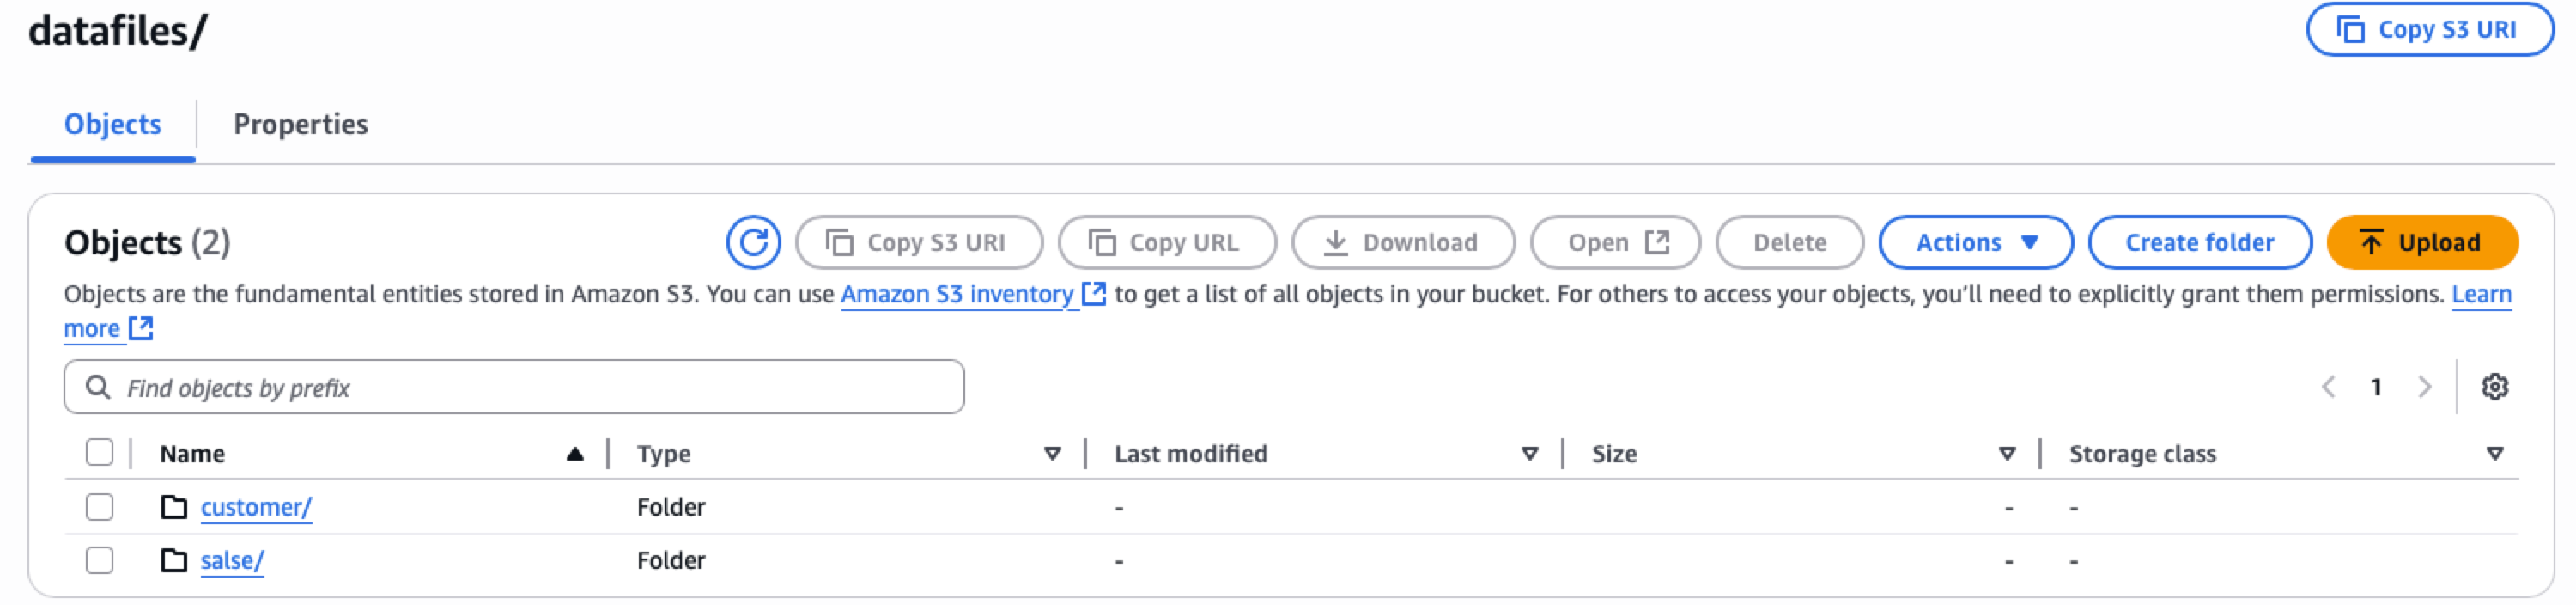 datafiles/
Copy S3 URI
Objects
Properties
Objects (2)
Copy S3 URI
Copy URL
Download
Open
Delete
Actions
Create folder
Upload
Objects are the fundamental entities stored in Amazon S3. You can use Amazon S3 inventory to get a list of all objects in your bucket. For others to access your objects, you'll need to explicitly grant them permissions. Learn
more
Find objects by prefix
1
Name Type Last modified Size Storage class
customer/ Folder - - -
salse/ Folder - - -